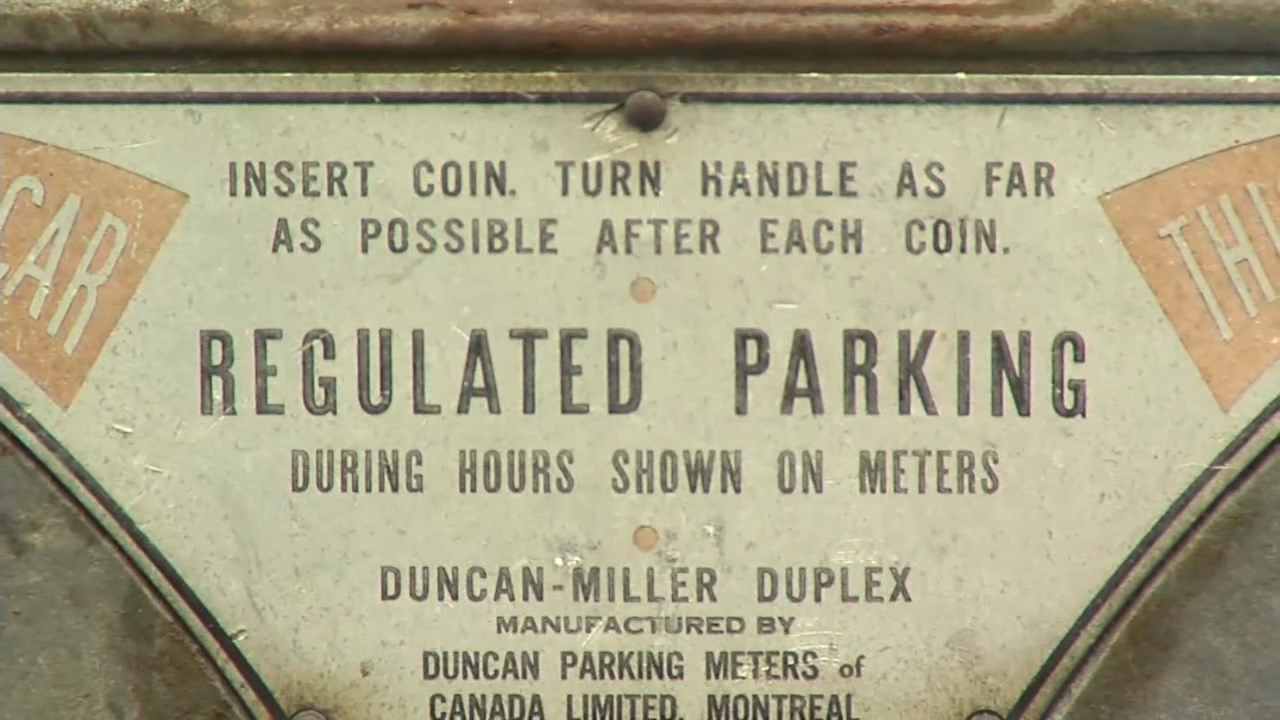 INSERT COIN. TURN HANDLE AS FAR
AS POSSIBLE AFTER EACH COIN.
CAR
THI
REGULATED PARKING
DURING HOURS SHOWN ON METERS
DUNCAN-MILLER DUPLEX
MANUFACTURED BY
DUNCAN PARKING METERS of
CANADA LIMITED, MONTREAL